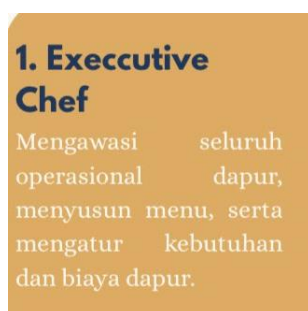 1. Execcutive
Chef
Mengawasi seluruh
operasional dapur,
menyusun menu, serta
mengatur kebutuhan
dan biaya dapur.